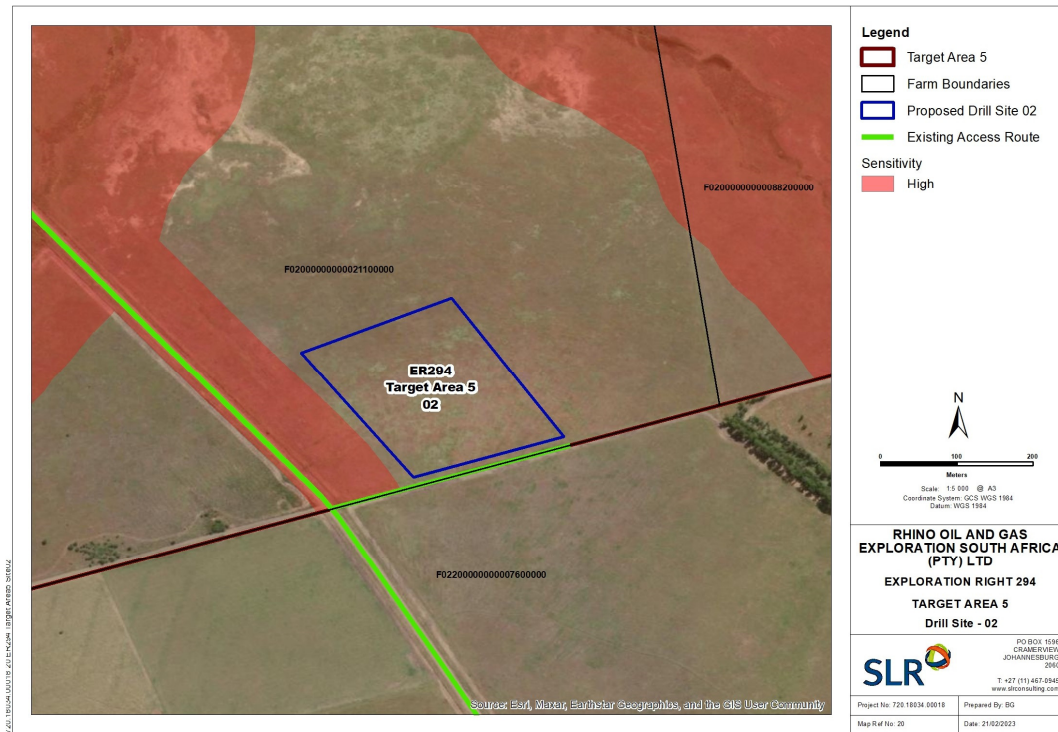 F02000000000088200000
F02000000000021100000
ER294
Target Area 5
02
F02200000000007600000
Source: Esri, Maxar, Earthstar Geographics, and the GIS User Community
Legend
Target Area 5
Farm Boundaries
Proposed Drill Site 02
Existing Access Route
Sensitivity
High
N
0 100 200
Meters
Scale: 1:5 000 @ A3
Coordinate System: GCS WGS 1984
Datum: WGS 1984
RHINO OIL AND GAS
EXPLORATION SOUTH AFRICA
(PTY) LTD
EXPLORATION RIGHT 294
TARGET AREA 5
Drill Site - 02
SLR
PO BOX 1596
CRAMERVIEW
JOHANNESBURG
2060
T: +27 (11) 467-0945
www.slrconsulting.com
Project No: 720.18034.00018
Prepared By: BG
Map Ref No: 20
Date: 21/02/2023